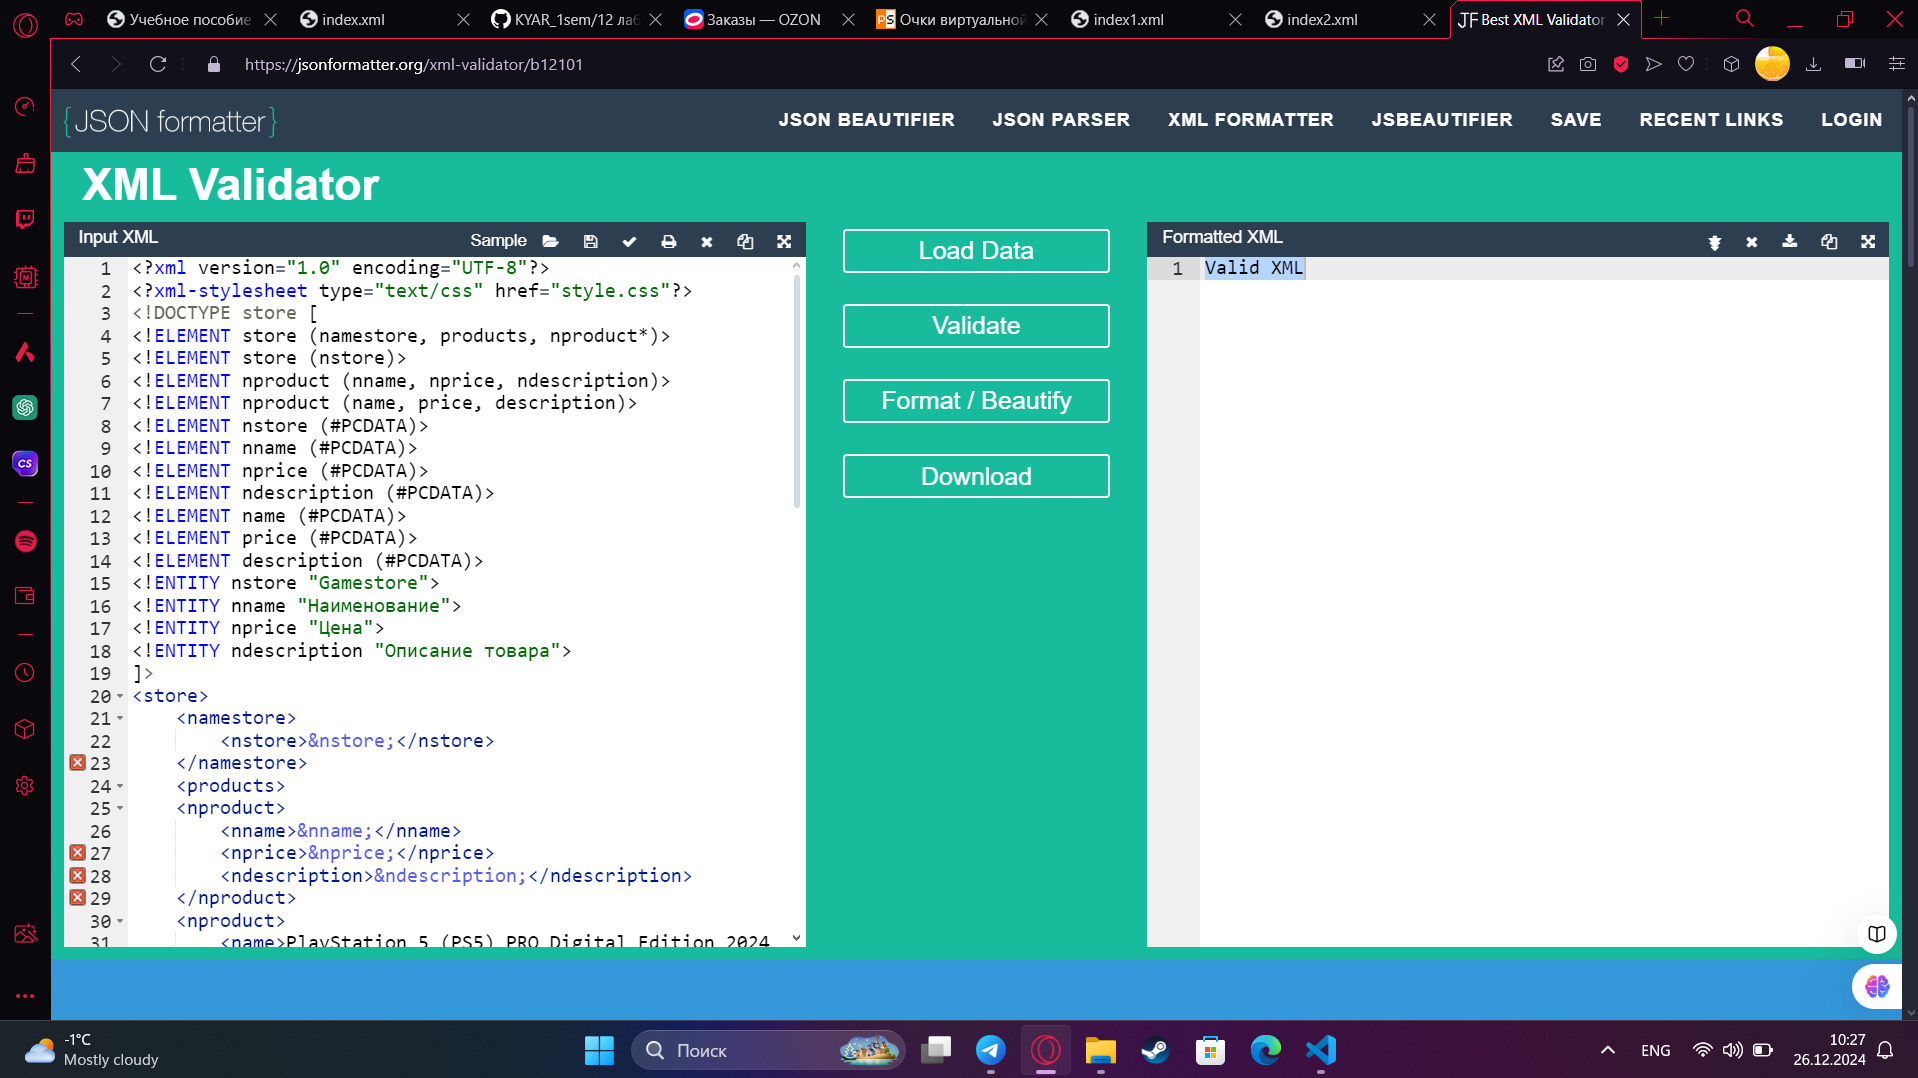 Учебное пособие
index.xml
KYAR_1sem/12 лаб
Заказы — OZON
Очки виртуальной
index1.xml
index2.xml
Best XML Validator
https://jsonformatter.org/xml-validator/b12101
{JSON formatter}
JSON BEAUTIFIER
JSON PARSER
XML FORMATTER
JSBEAUTIFIER
SAVE
RECENT LINKS
LOGIN
XML Validator
Input XML
Sample
1 <?xml version="1.0" encoding="UTF-8"?>
2 <?xml-stylesheet type="text/css" href="style.css"?>
3 <!DOCTYPE store [
4 <!ELEMENT store (namestore, products, nproduct*)>
5 <!ELEMENT store (nstore)>
6 <!ELEMENT nproduct (nname, nprice, ndescription)>
7 <!ELEMENT nproduct (name, price, description)>
8 <!ELEMENT nstore (#PCDATA)>
9 <!ELEMENT nname (#PCDATA)>
10 <!ELEMENT nprice (#PCDATA)>
11 <!ELEMENT ndescription (#PCDATA)>
12 <!ELEMENT name (#PCDATA)>
13 <!ELEMENT price (#PCDATA)>
14 <!ELEMENT description (#PCDATA)>
15 <!ENTITY nstore "Gamestore">
16 <!ENTITY nname "Наименование">
17 <!ENTITY nprice "Цена">
18 <!ENTITY ndescription "Описание товара">
19 ]>
20 <store>
21 <namestore>
22 <nstore>&nstore;</nstore>
23 </namestore>
24 <products>
25 <nproduct>
26 <nname>&nname;</nname>
27 <nprice>&nprice;</nprice>
28 <ndescription>&ndescription;</ndescription>
29 </nproduct>
30 <nproduct>
31 <name>PlayStation 5 (PS5) PRO Digital Edition 2024
Load Data
Validate
Format / Beautify
Download
Formatted XML
1 Valid XML
-1°C
Mostly cloudy
Поиск
ENG
10:27
26.12.2024